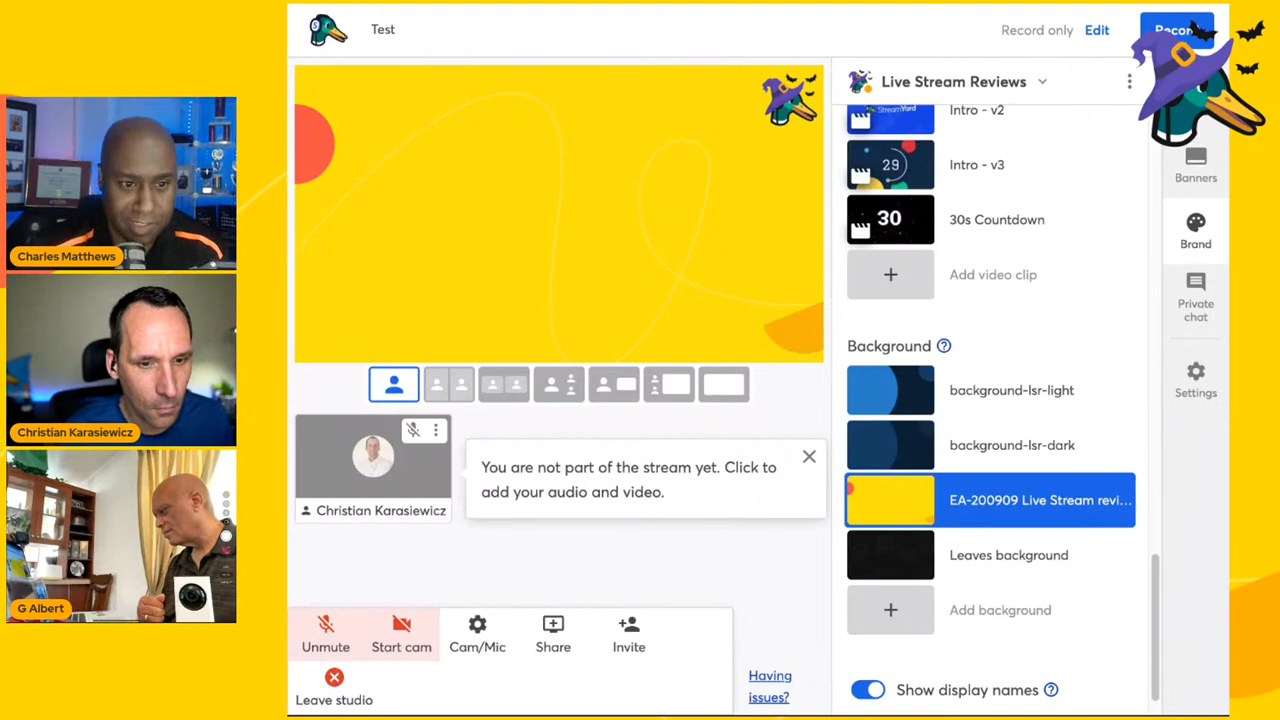 Test
Record only Edit
Live Stream Reviews
StreamYard
Intro - v2
29
Intro - v3
30
30s Countdown
Add video clip
Background
background-lsr-light
background-lsr-dark
EA-200909 Live Stream revi...
Leaves background
Add background
Show display names
Banners
Brand
Private
chat
Settings
Charles Matthews
Christian Karasiewicz
G Albert
Christian Karasiewicz
You are not part of the stream yet. Click to
add your audio and video.
Unmute
Start cam
Cam/Mic
Share
Invite
Leave studio
Having
issues?